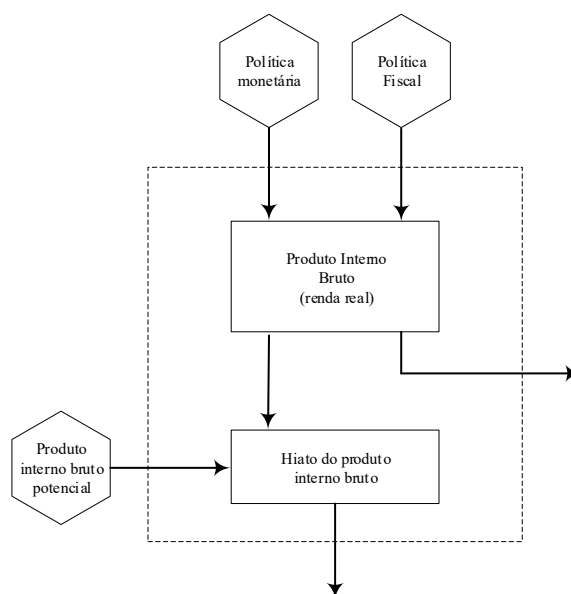 Política
monetária
Política
Fiscal
Produto Interno
Bruto
(renda real)
Produto
interno bruto
potencial
Hiato do produto
interno bruto